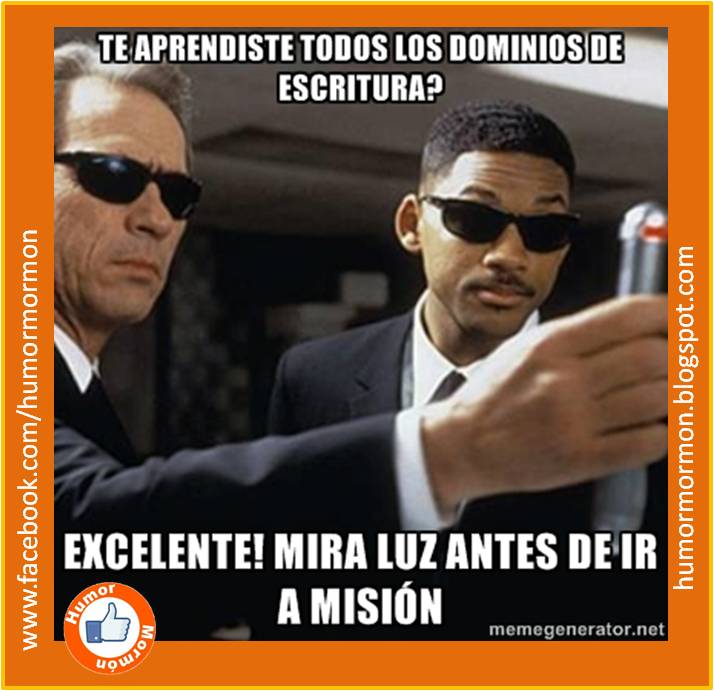 TE APRENDISTE TODOS LOS DOMINIOS DE
ESCRITURA?
www.facebook.com/humormormon
humormormon.blogspot.com
EXCELENTE! MIRA LUZ ANTES DE IR
A MISIÓN
memegenerator.net
Humor
Mormón